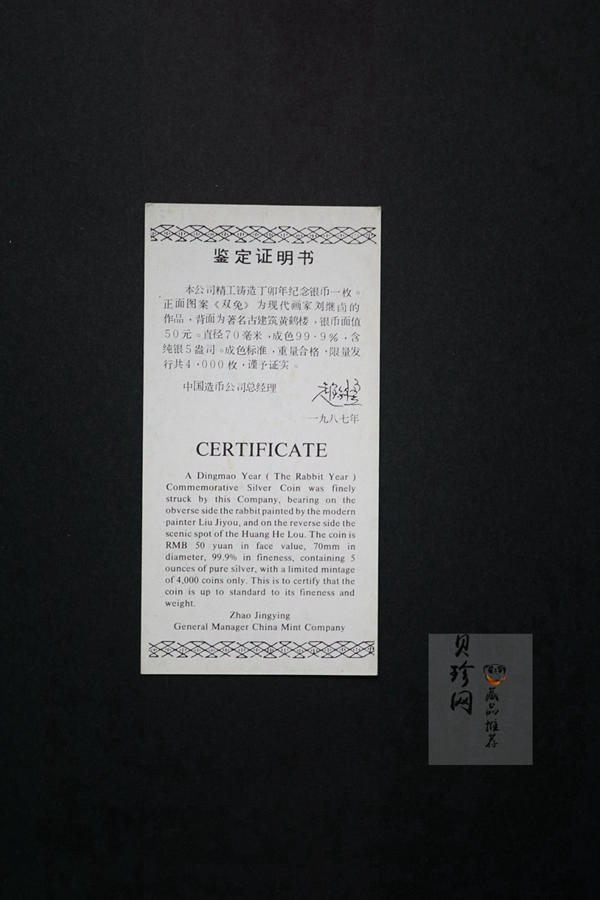 鉴定证明书
本公司精工铸造丁卯年纪念银币一枚。
正面图案《双兔》为现代画家刘继卣的
作品，背面为著名古建筑黄鹤楼，银币面值
50元。直径70毫米，成色99·9%，含
纯银5盎司。成色标准，重量合格，限量发
行共4·000枚，谨予证实。
中国造币公司总经理
一九八七年
CERTIFICATE
A Dingmao Year ( The Rabbit Year )
Commemorative Silver Coin was finely
struck by this Company, bearing on the
obverse side the rabbit painted by the modern
painter Liu Jiyou, and on the reverse side the
scenic spot of the Huang He Lou. The coin is
RMB 50 yuan in face value, 70mm in
diameter, 99.9% in fineness, containing 5
ounces of pure silver, with a limited mintage
of 4,000 coins only. This is to certify that the
coin is up to standard to its fineness and
weight.
Zhao Jingying
General Manager China Mint Company
贝珍网
藏品推荐